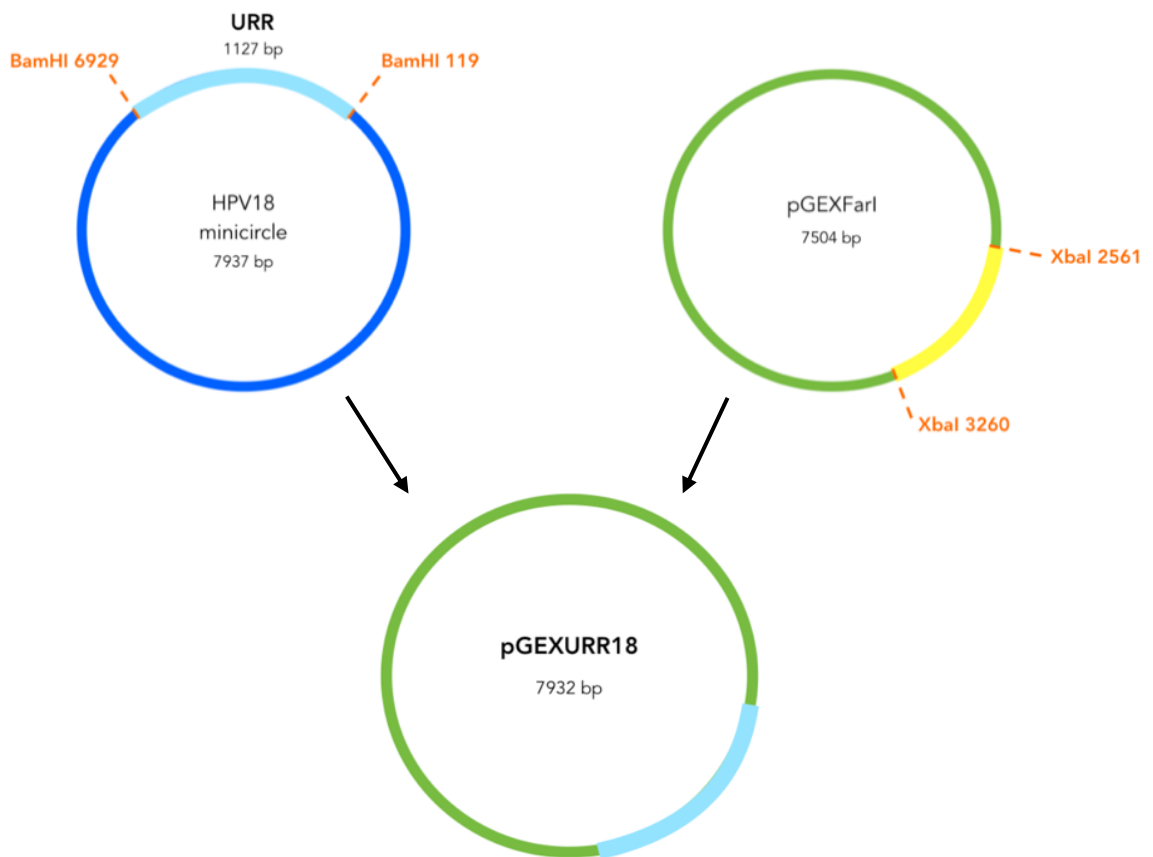 URR
1127 bp
BamHI 6929
BamHI 119
HPV18
minicircle
7937 bp
pGEXFarI
7504 bp
XbaI 2561
XbaI 3260
pGEXURR18
7932 bp